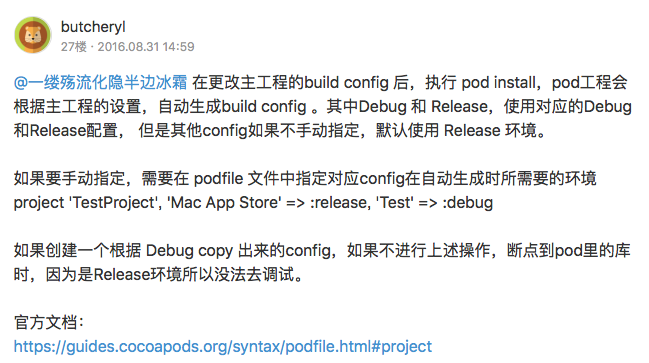 butcheryl
27楼 · 2016.08.31 14:59
@一缕殇流化隐半边冰霜 在更改主工程的build config 后，执行 pod install，pod工程会
根据主工程的设置，自动生成build config 。其中Debug 和 Release，使用对应的Debug
和Release配置， 但是其他config如果不手动指定，默认使用 Release 环境。
如果要手动指定，需要在 podfile 文件中指定对应config在自动生成时所需要的环境
project 'TestProject', 'Mac App Store' => :release, 'Test' => :debug
如果创建一个根据 Debug copy 出来的config，如果不进行上述操作，断点到pod里的库
时，因为是Release环境所以没法去调试。
官方文档：
https://guides.cocoapods.org/syntax/podfile.html#project